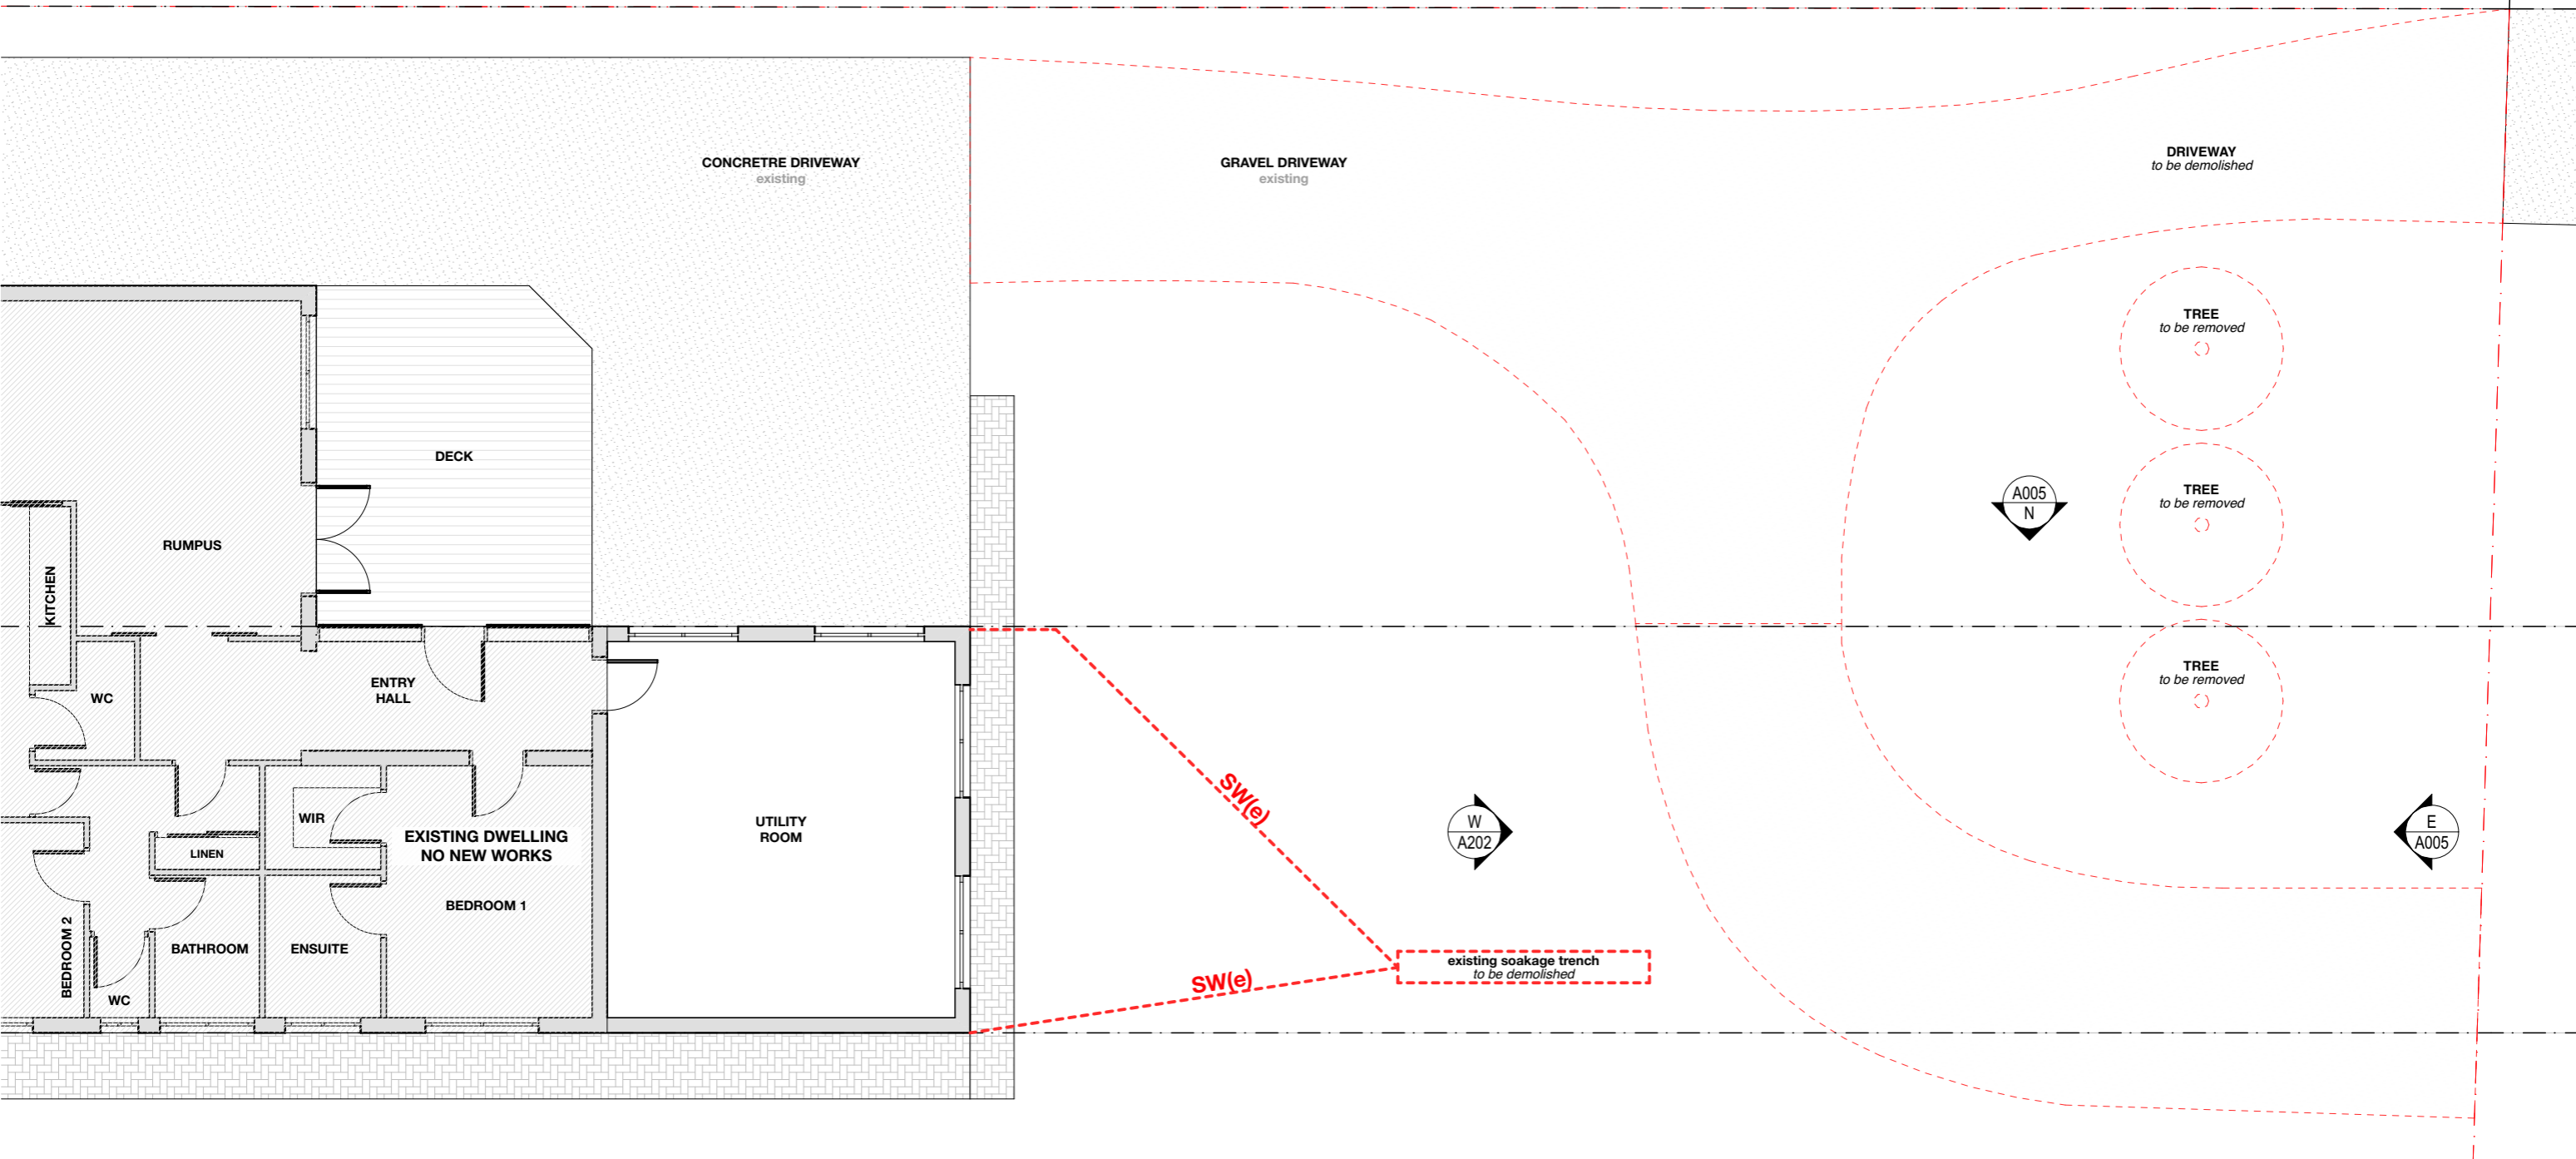 CONCRETRE DRIVEWAY
existing
GRAVEL DRIVEWAY
existing
DRIVEWAY
to be demolished
TREE
to be removed
DECK
A005
N
TREE
to be removed
RUMPUS
KITCHEN
TREE
to be removed
ENTRY
HALL
WC
SW(e)
WIR
UTILITY
ROOM
W
A202
E
A005
EXISTING DWELLING
NO NEW WORKS
LINEN
BEDROOM 1
BEDROOM 2
BATHROOM
ENSUITE
existing soakage trench
to be demolished
SW(e)
WC